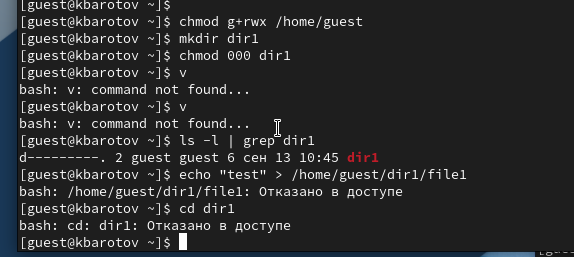 [guest@kbarotov ~]$
[guest@kbarotov ~]$ chmod g+rwx /home/guest
[guest@kbarotov ~]$ mkdir dir1
[guest@kbarotov ~]$ chmod 000 dir1
[guest@kbarotov ~]$ v
bash: v: command not found...
[guest@kbarotov ~]$ v
bash: v: command not found...
[guest@kbarotov ~]$ ls -l | grep dir1
d---------. 2 guest guest 6 сен 13 10:45 dir1
[guest@kbarotov ~]$ echo "test" > /home/guest/dir1/file1
bash: /home/guest/dir1/file1: Отказано в доступе
[guest@kbarotov ~]$ cd dir1
bash: cd: dir1: Отказано в доступе
[guest@kbarotov ~]$